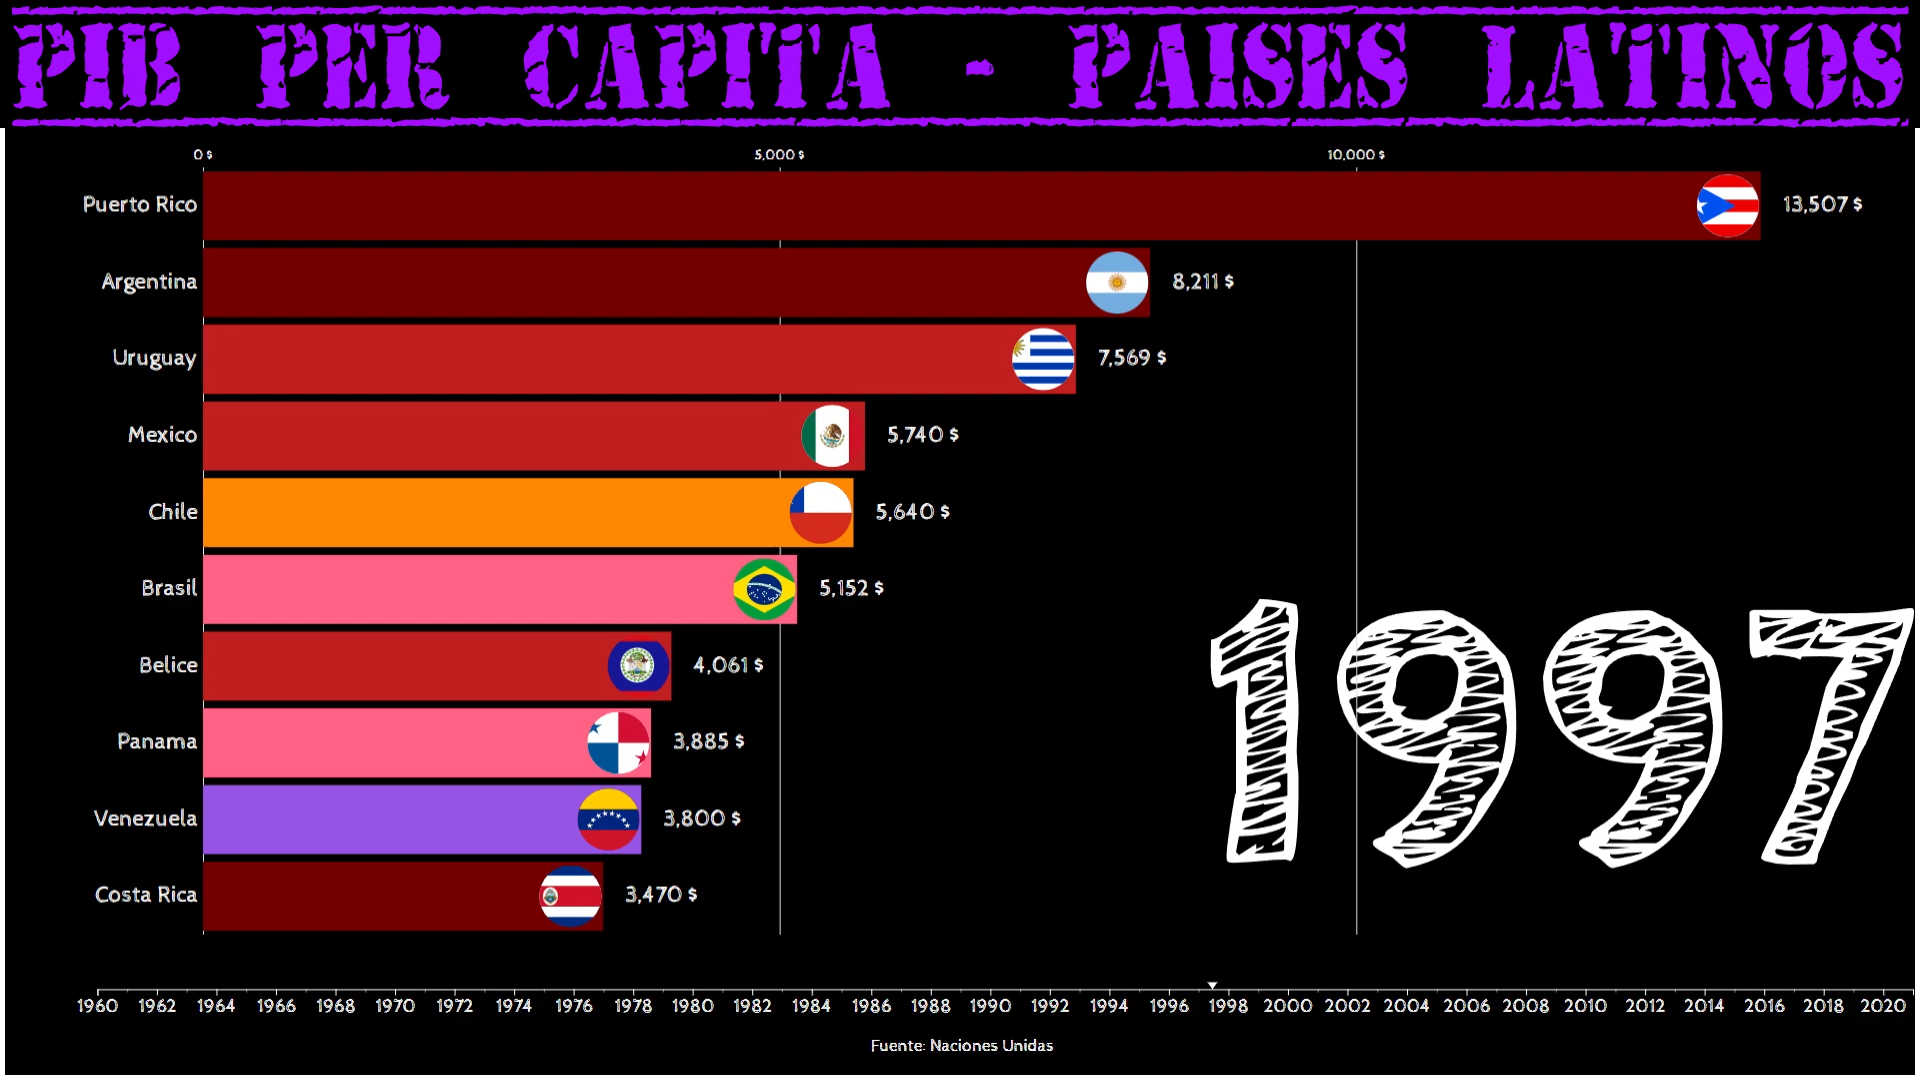 PIB PER CAPITA - PAISES LATINOS
0 $ 5,000 $ 10,000 $
Puerto Rico 13,507 $
Argentina 8,211 $
Uruguay 7,569 $
Mexico 5,740 $
Chile 5,640 $
Brasil 5,152 $
Belice 4,061 $
Panama 3,885 $
Venezuela 3,800 $
Costa Rica 3,470 $
1997
1960 1962 1964 1966 1968 1970 1972 1974 1976 1978 1980 1982 1984 1986 1988 1990 1992 1994 1996 1998 2000 2002 2004 2006 2008 2010 2012 2014 2016 2018 2020
Fuente: Naciones Unidas